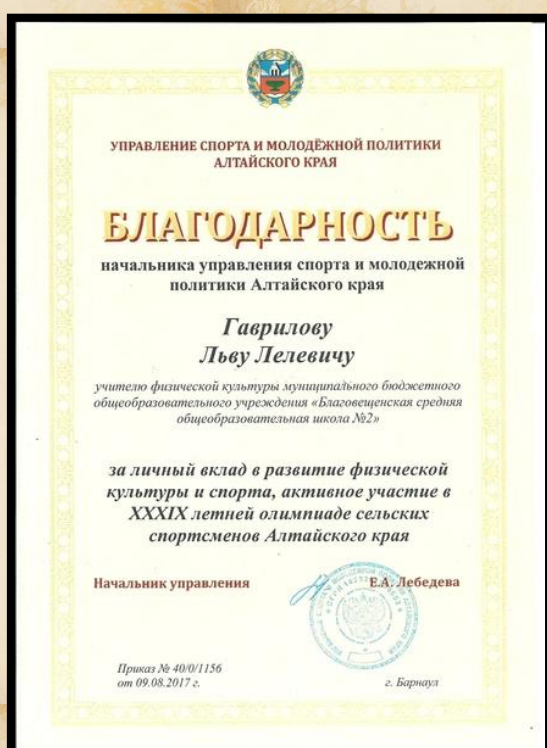 УПРАВЛЕНИЕ СПОРТА И МОЛОДЁЖНОЙ ПОЛИТИКИ
АЛТАЙСКОГО КРАЯ
БЛАГОДАРНОСТЬ
начальника управления спорта и молодежной
политики Алтайского края
Гаврилову
Льву Лелевичу
учителю физической культуры муниципального бюджетного
общеобразовательного учреждения «Благовещенская средняя
общеобразовательная школа №2»
за личный вклад в развитие физической
культуры и спорта, активное участие в
XXXIX летней олимпиаде сельских
спортсменов Алтайского края
Начальник управления Е.А. Лебедева
Приказ № 40/0/1156
от 09.08.2017 г. г. Барнаул